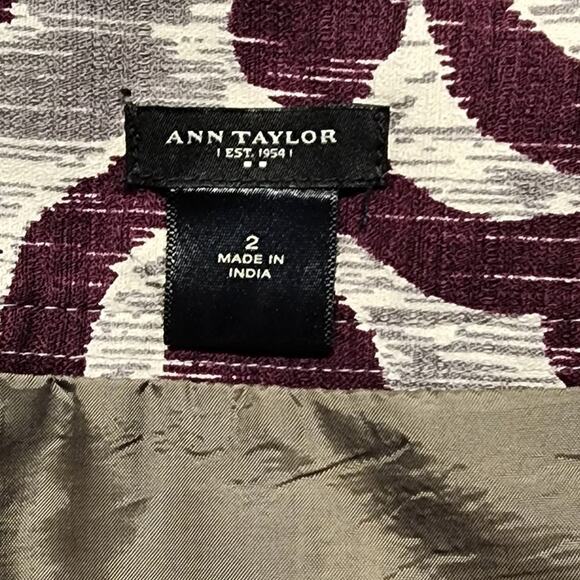 ANN TAYLOR
EST. 1954
2
MADE IN
INDIA